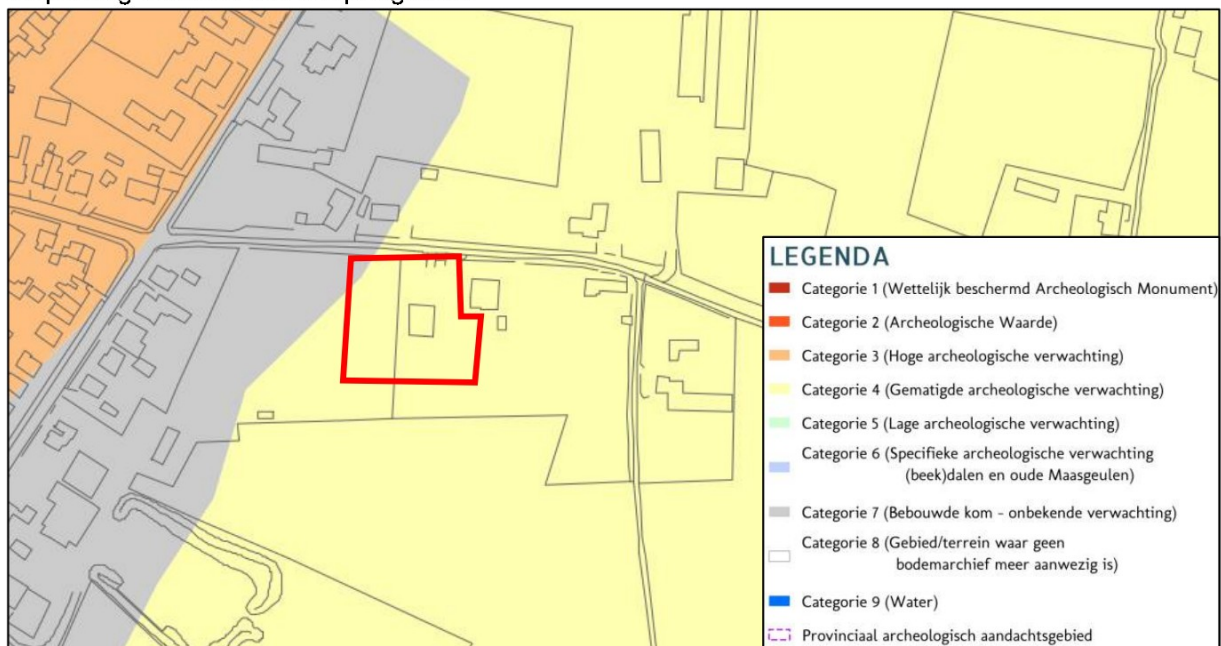 LEGENDA
Categorie 1 (Wettelijk beschermd Archeologisch Monument)
Categorie 2 (Archeologische Waarde)
Categorie 3 (Hoge archeologische verwachting)
Categorie 4 (Gematigde archeologische verwachting)
Categorie 5 (Lage archeologische verwachting)
Categorie 6 (Specifieke archeologische verwachting
(beek)dalen en oude Maasgeulen)
Categorie 7 (Bebouwde kom - onbekende verwachting)
Categorie 8 (Gebied/terrein waar geen
bodemarchief meer aanwezig is)
Categorie 9 (Water)
Provinciaal archeologisch aandachtsgebied